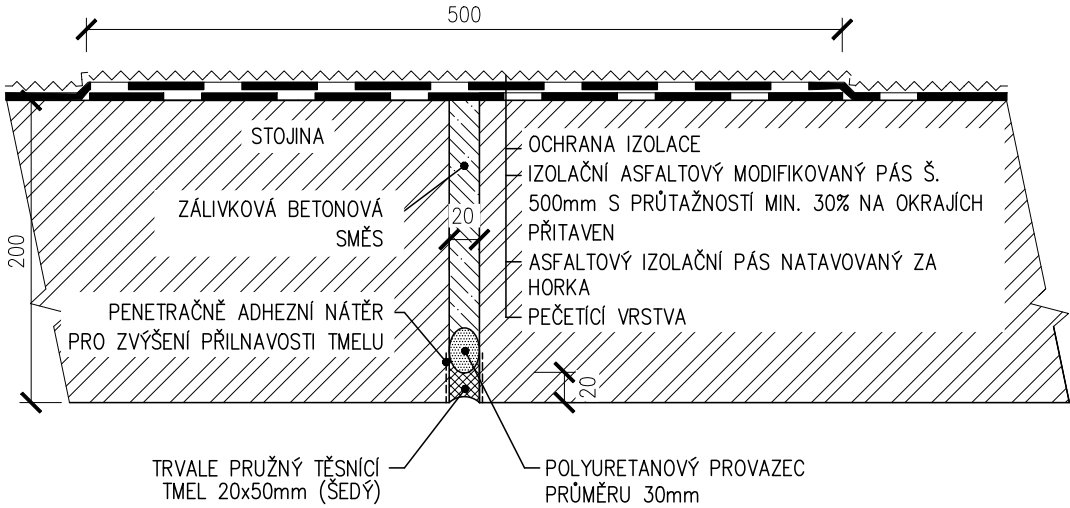 500
STOJINA
OCHRANA IZOLACE
IZOLAČNÍ ASFALTOVÝ MODIFIKOVANÝ PÁS Š.
500mm S PRŮTAŽNOSTÍ MIN. 30% NA OKRAJÍCH
PŘITAVEN
ASFALTOVÝ IZOLAČNÍ PÁS NATAVOVANÝ ZA
HORKA
PEČETÍCÍ VRSTVA
ZÁLIVKOVÁ BETONOVÁ
SMĚS
20
200
PENETRAČNĚ ADHEZNÍ NÁTĚR
PRO ZVÝŠENÍ PŘILNAVOSTI TMELU
20
TRVALE PRUŽNÝ TĚSNÍCÍ
TMEL 20x50mm (ŠEDÝ)
POLYURETANOVÝ PROVAZEC
PRŮMĚRU 30mm